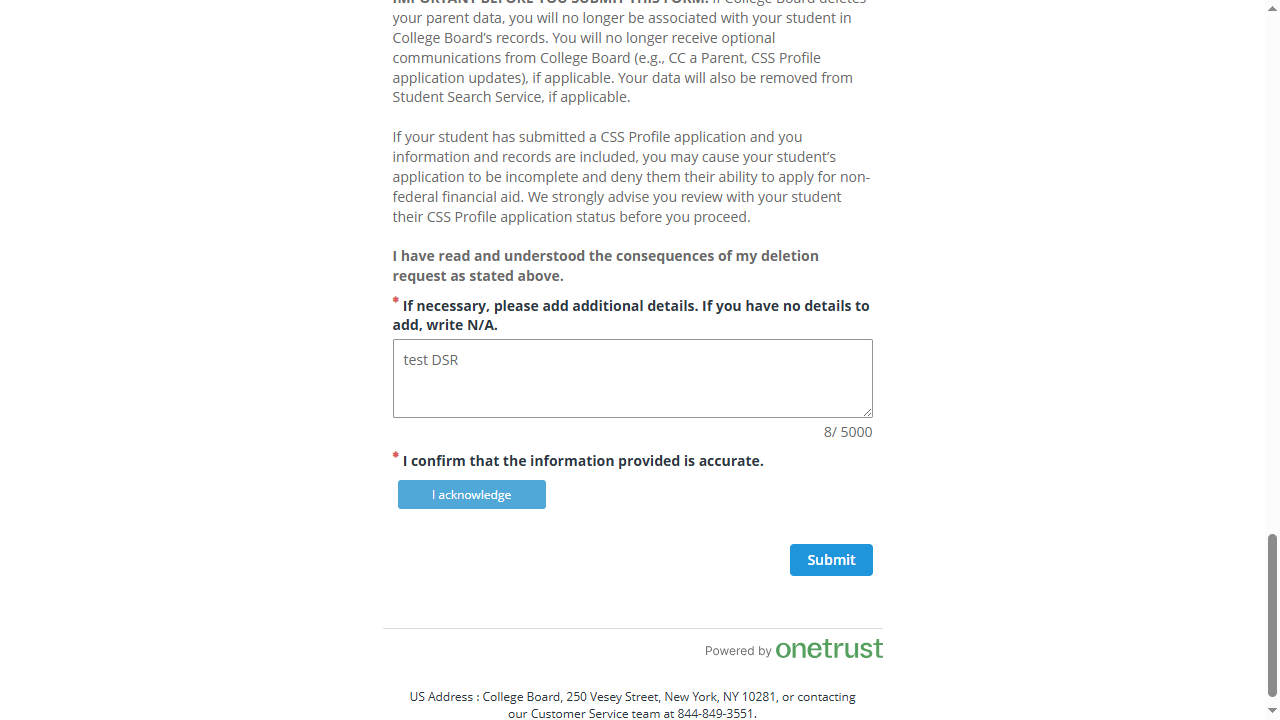 IMPORTANT BEFORE YOU SUBMIT THIS FORM: If College Board deletes
your parent data, you will no longer be associated with your student in
College Board’s records. You will no longer receive optional
communications from College Board (e.g., CC a Parent, CSS Profile
application updates), if applicable. Your data will also be removed from
Student Search Service, if applicable.
If your student has submitted a CSS Profile application and you
information and records are included, you may cause your student’s
application to be incomplete and deny them their ability to apply for non-
federal financial aid. We strongly advise you review with your student
their CSS Profile application status before you proceed.
I have read and understood the consequences of my deletion
request as stated above.
* If necessary, please add additional details. If you have no details to
add, write N/A.
test DSR
8/ 5000
* I confirm that the information provided is accurate.
I acknowledge
Submit
Powered by onetrust
US Address : College Board, 250 Vesey Street, New York, NY 10281, or contacting
our Customer Service team at 844-849-3551.